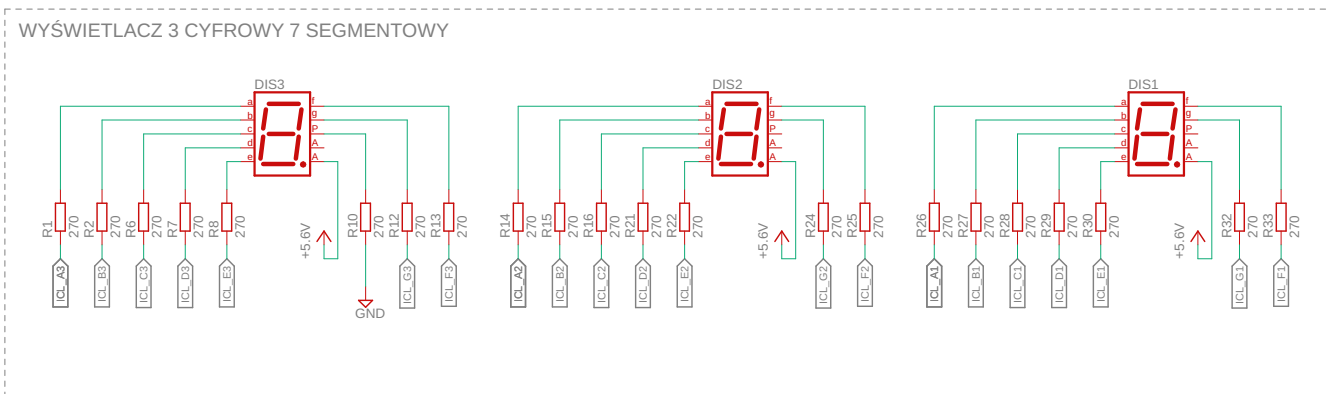 WYŚWIETLACZ 3 CYFROWY 7 SEGMENTOWY
DIS3
a f
b g
c P
d A
e A
R1 270
R2 270
R6 270
R7 270
R8 270
+5.6V
R10 270
R12 270
R13 270
ICL_A3
ICL_B3
ICL_C3
ICL_D3
ICL_E3
GND
ICL_G3
ICL_F3
DIS2
a f
b g
c P
d A
e A
R14 270
R15 270
R16 270
R21 270
R22 270
+5.6V
R24 270
R25 270
ICL_A2
ICL_B2
ICL_C2
ICL_D2
ICL_E2
ICL_G2
ICL_F2
DIS1
a f
b g
c P
d A
e A
R26 270
R27 270
R28 270
R29 270
R30 270
+5.6V
R32 270
R33 270
ICL_A1
ICL_B1
ICL_C1
ICL_D1
ICL_E1
ICL_G1
ICL_F1